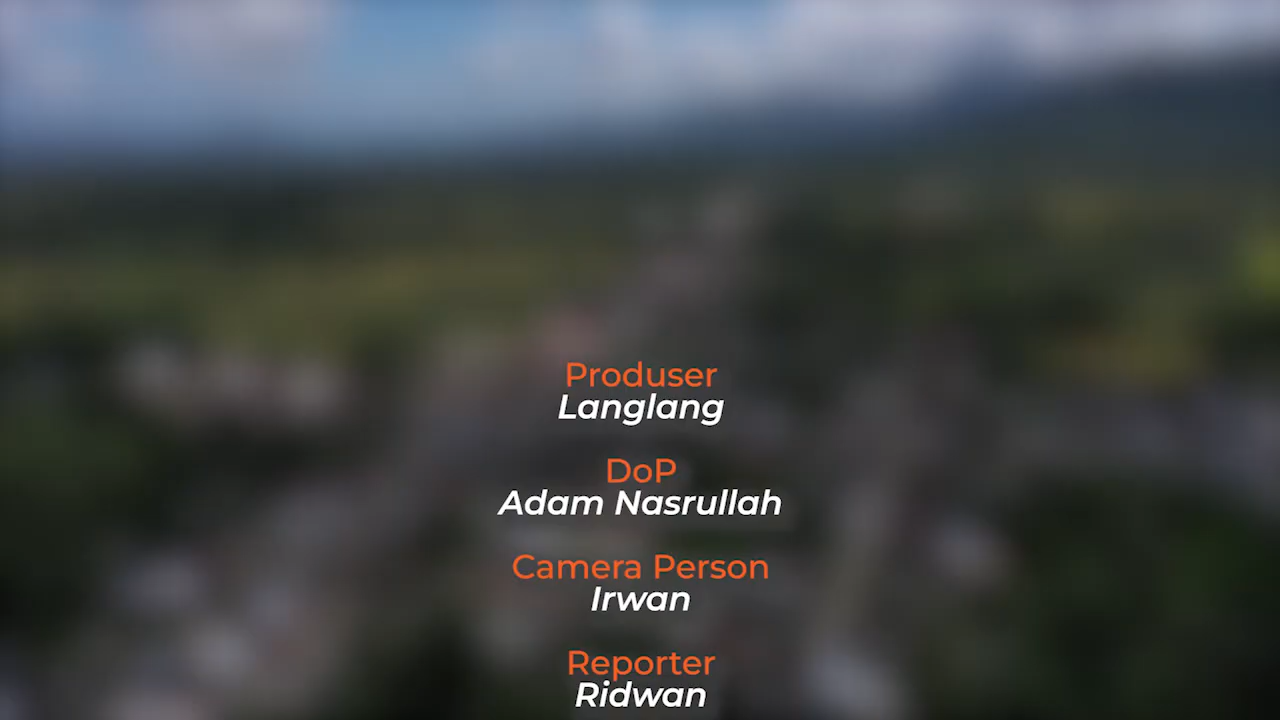 Produser
Langlang
DoP
Adam Nasrullah
Camera Person
Irwan
Reporter
Ridwan